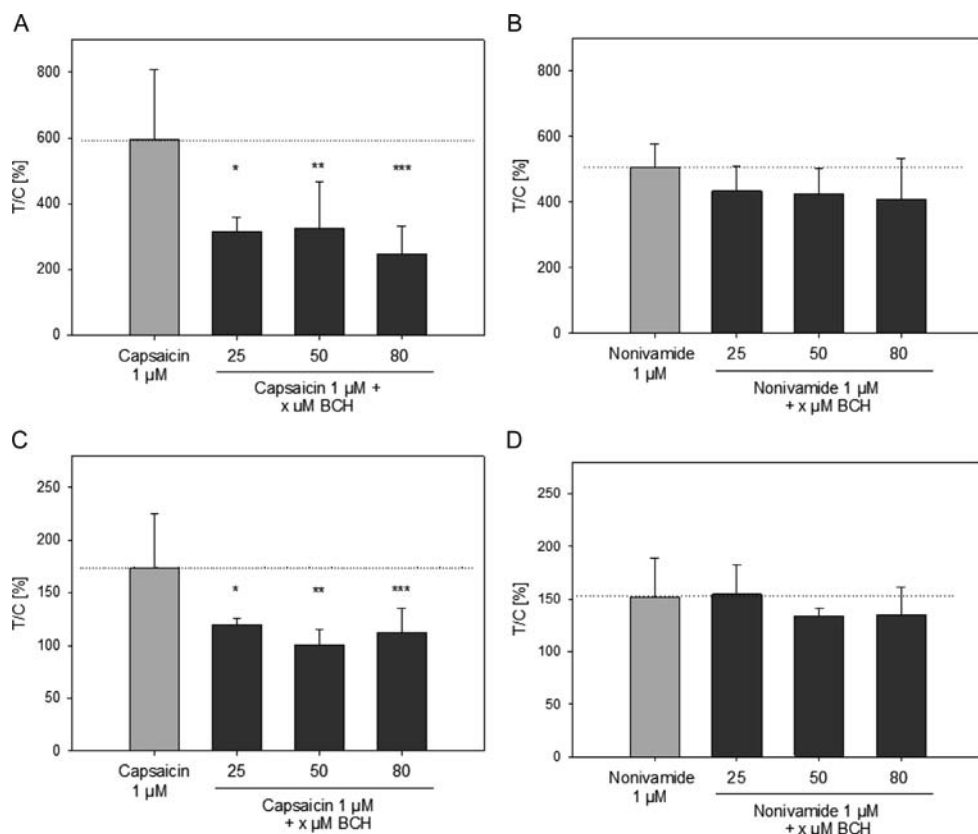 A
T/C [%]
800
600
400
200
0
* ** ***
Capsaicin 25 50 80
1 µM
Capsaicin 1 µM +
x uM BCH
B
T/C [%]
800
600
400
200
0
Nonivamide 25 50 80
1 µM
Nonivamide 1 µM
+ x µM BCH
C
T/C [%]
250
200
150
100
50
0
* ** ***
Capsaicin 25 50 80
1 µM
Capsaicin 1 µM
+ x µM BCH
D
T/C [%]
250
200
150
100
50
0
Nonivamide 25 50 80
1 µM
Nonivamide 1 µM
+ x µM BCH